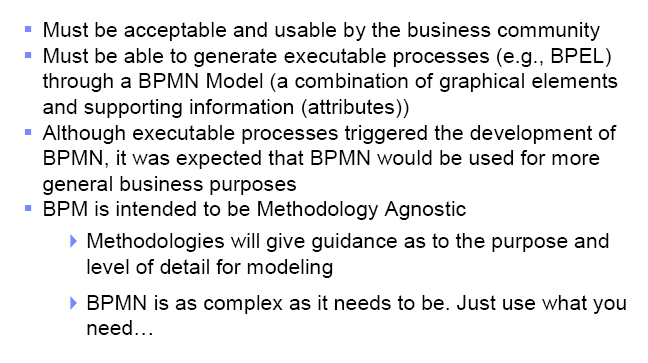 Must be acceptable and usable by the business community
Must be able to generate executable processes (e.g., BPEL)
through a BPMN Model (a combination of graphical elements
and supporting information (attributes))
Although executable processes triggered the development of
BPMN, it was expected that BPMN would be used for more
general business purposes
BPM is intended to be Methodology Agnostic
Methodologies will give guidance as to the purpose and
level of detail for modeling
BPMN is as complex as it needs to be. Just use what you
need…